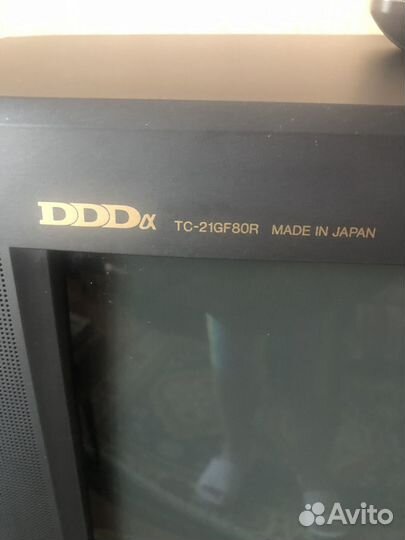 DDDα TC-21GF80R MADE IN JAPAN
Avito